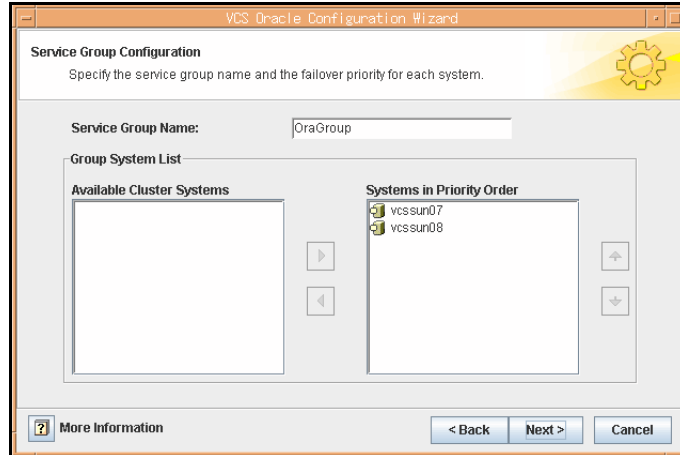 VCS Oracle Configuration Wizard
Service Group Configuration
Specify the service group name and the failover priority for each system.
Service Group Name: OraGroup
Group System List
Available Cluster Systems Systems in Priority Order
vcssun07
vcssun08
? More Information < Back Next > Cancel